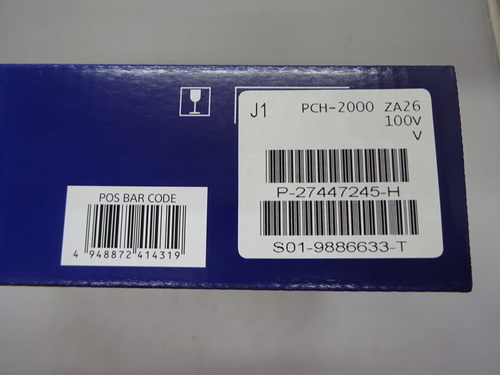 J1 PCH-2000 ZA26
100V
V
P-27447245-H
S01-9886633-T
POS BAR CODE
4 948872 414319